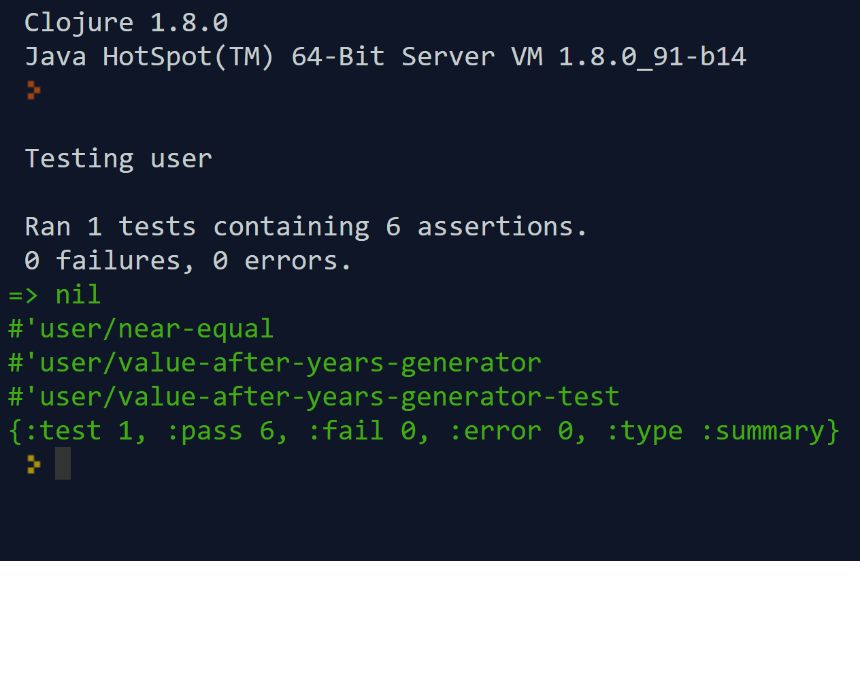 Clojure 1.8.0
Java HotSpot(TM) 64-Bit Server VM 1.8.0_91-b14
>
Testing user
Ran 1 tests containing 6 assertions.
0 failures, 0 errors.
=> nil
#'user/near-equal
#'user/value-after-years-generator
#'user/value-after-years-generator-test
{:test 1, :pass 6, :fail 0, :error 0, :type :summary}
>